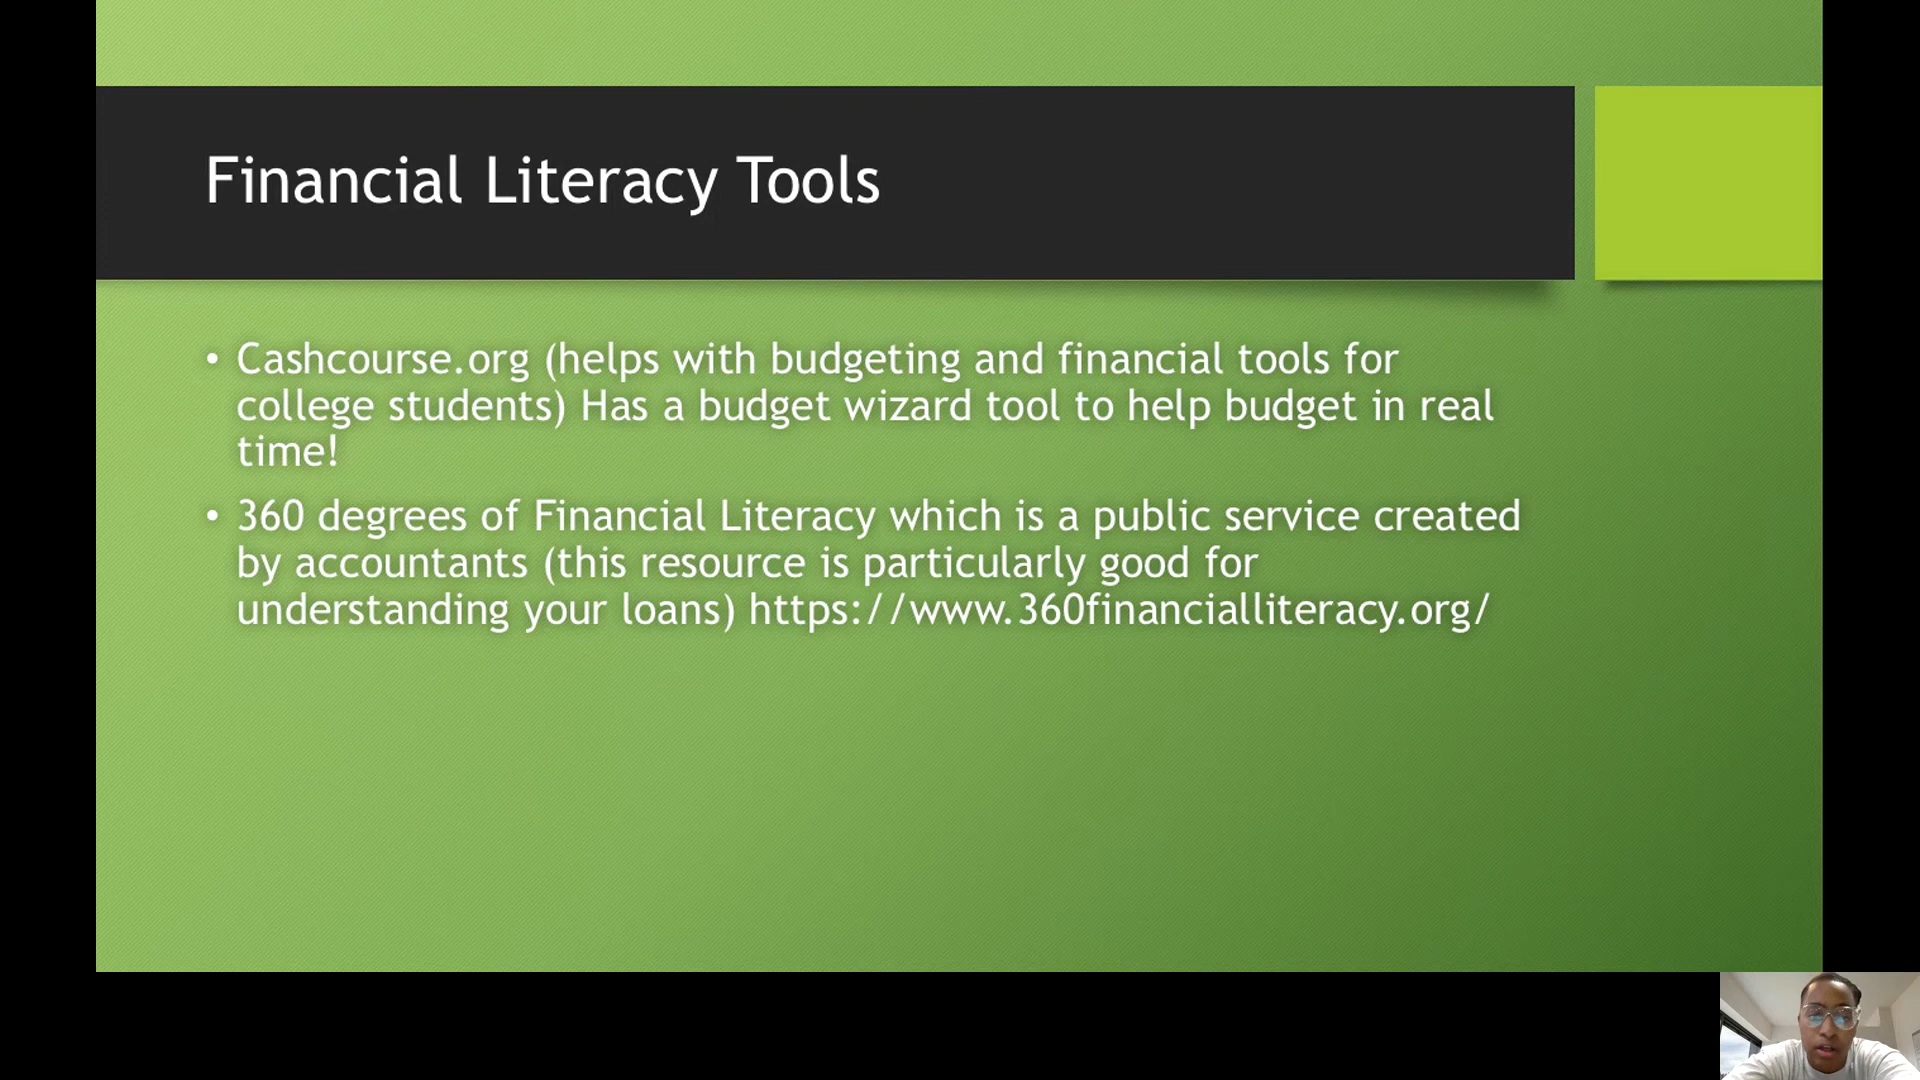 Financial Literacy Tools
• Cashcourse.org (helps with budgeting and financial tools for
college students) Has a budget wizard tool to help budget in real
time!
• 360 degrees of Financial Literacy which is a public service created
by accountants (this resource is particularly good for
understanding your loans) https://www.360financialliteracy.org/